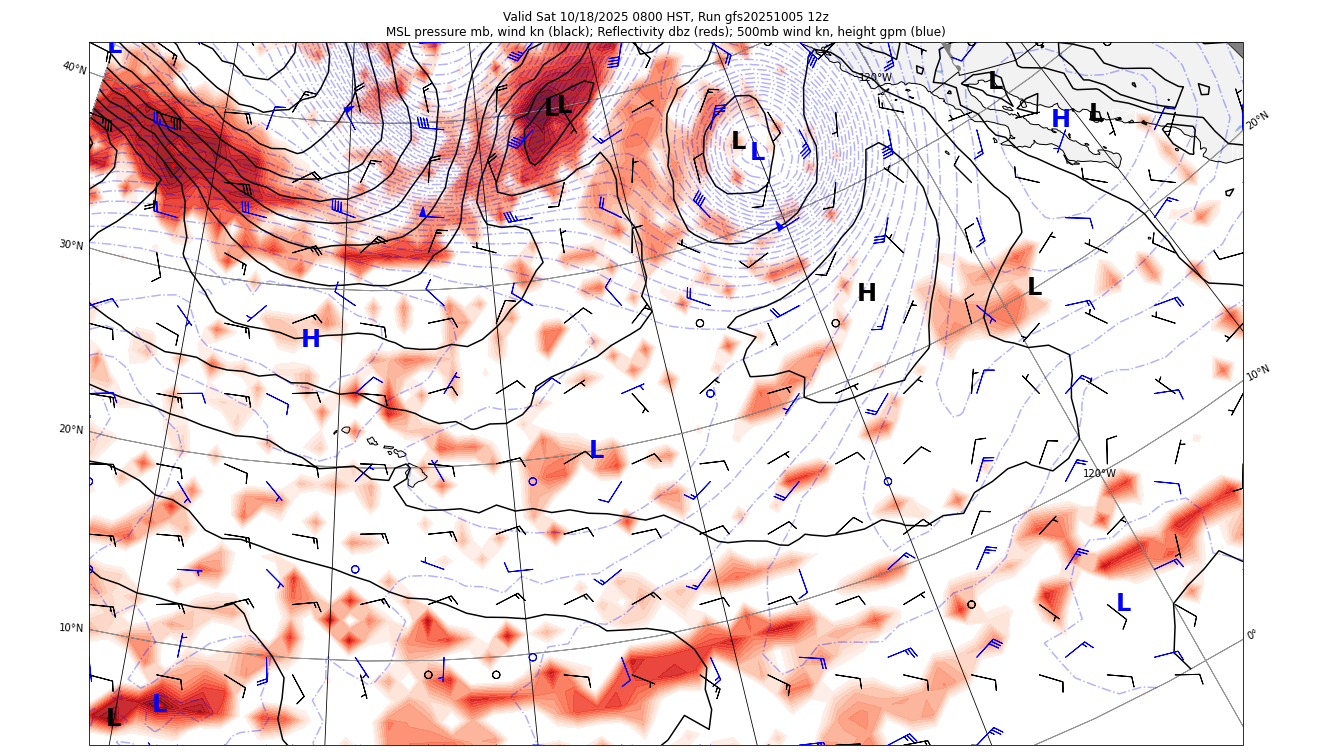 Valid Sat 10/18/2025 0800 HST, Run gfs20251005 12z
MSL pressure mb, wind kn (black); Reflectivity dbz (reds); 500mb wind kn, height gpm (blue)
L
40°N
120°W
L
L
L
L
H
L
20°N
L
L
30°N
L
H
H
10°N
20°N
L
120°W
L
10°N
0°
L
L